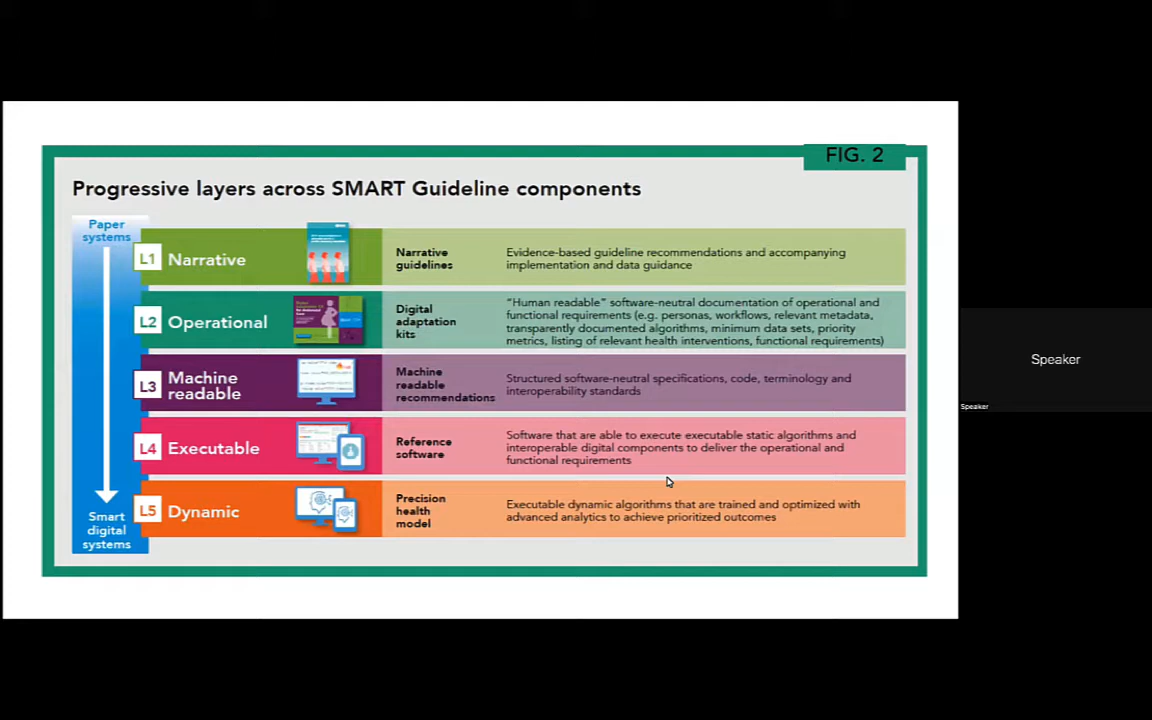 FIG. 2
Progressive layers across SMART Guideline components
Paper
systems
L1
Narrative
Narrative
guidelines
Evidence-based guideline recommendations and accompanying
implementation and data guidance
L2
Operational
Digital
adaptation
kits
“Human readable” software-neutral documentation of operational and
functional requirements (e.g. personas, workflows, relevant metadata,
transparently documented algorithms, minimum data sets, priority
metrics, listing of relevant health interventions, functional requirements)
L3
Machine
readable
Machine
readable
recommendations
Structured software-neutral specifications, code, terminology and
interoperability standards
L4
Executable
Reference
software
Software that are able to execute executable static algorithms and
interoperable digital components to deliver the operational and
functional requirements
L5
Dynamic
Precision
health
model
Executable dynamic algorithms that are trained and optimized with
advanced analytics to achieve prioritized outcomes
Smart
digital
systems
Speaker
Speaker